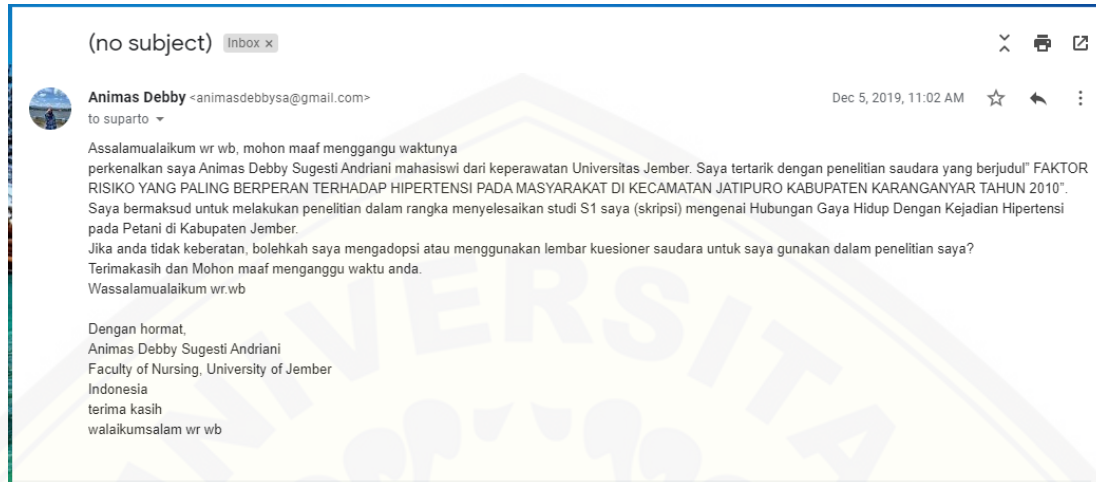 (no subject) Inbox x
Animas Debby <animasdebbysa@gmail.com> Dec 5, 2019, 11:02 AM
to suparto
Assalamualaikum wr wb, mohon maaf menggangu waktunya
perkenalkan saya Animas Debby Sugesti Andriani mahasiswi dari keperawatan Universitas Jember. Saya tertarik dengan penelitian saudara yang berjudul" FAKTOR
RISIKO YANG PALING BERPERAN TERHADAP HIPERTENSI PADA MASYARAKAT DI KECAMATAN JATIPURO KABUPATEN KARANGANYAR TAHUN 2010".
Saya bermaksud untuk melakukan penelitian dalam rangka menyelesaikan studi S1 saya (skripsi) mengenai Hubungan Gaya Hidup Dengan Kejadian Hipertensi
pada Petani di Kabupaten Jember.
Jika anda tidak keberatan, bolehkah saya mengadopsi atau menggunakan lembar kuesioner saudara untuk saya gunakan dalam penelitian saya?
Terimakasih dan Mohon maaf menganggu waktu anda.
Wassalamualaikum wr.wb
Dengan hormat,
Animas Debby Sugesti Andriani
Faculty of Nursing, University of Jember
Indonesia
terima kasih
walaikumsalam wr wb
UNIVERSITA